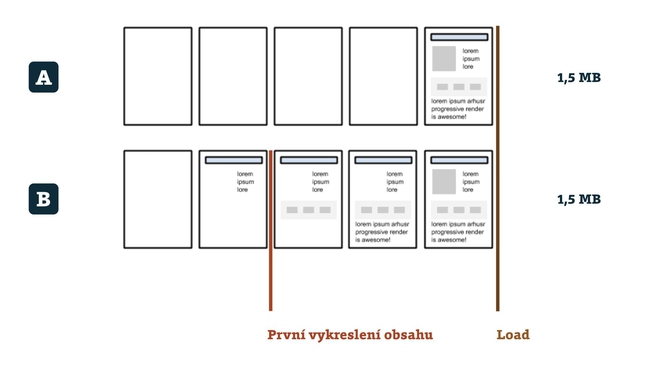 A
lorem
ipsum
lore
lorem ipsum arhusr
progressive render
is awesome!
1,5 MB
B
lorem
ipsum
lore
lorem
ipsum
lore
lorem
ipsum
lore
lorem ipsum arhusr
progressive render
is awesome!
lorem
ipsum
lore
lorem ipsum arhusr
progressive render
is awesome!
1,5 MB
První vykreslení obsahu
Load